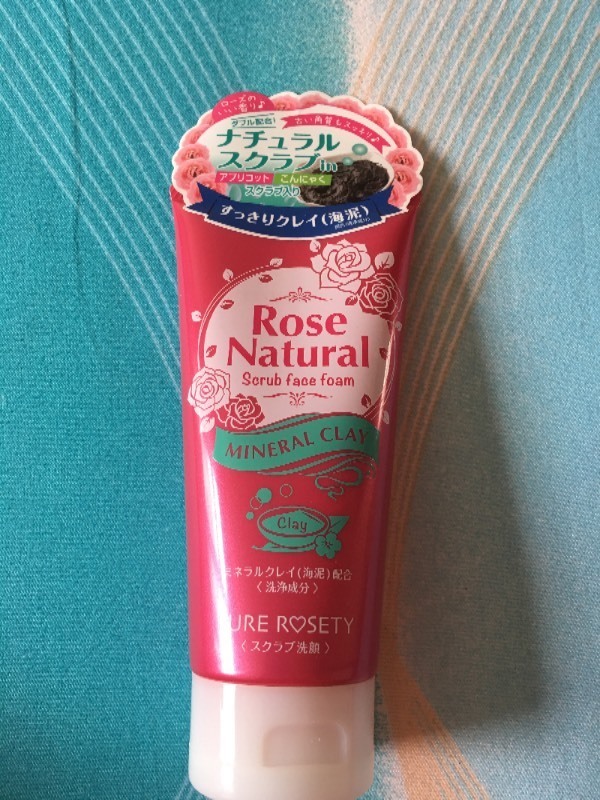 ローズの
いい香り♪
ダブル配合!
古い角質もスッキリ♪
ナチュラル
スクラブin
アプリコット こんにゃく
スクラブ入り
すっきりクレイ(海泥)
Rose
Natural
Scrub face foam
MINERAL CLAY
Clay
ミネラルクレイ(海泥)配合
〈洗浄成分〉
URE R♡SETY
〈スクラブ洗顔〉